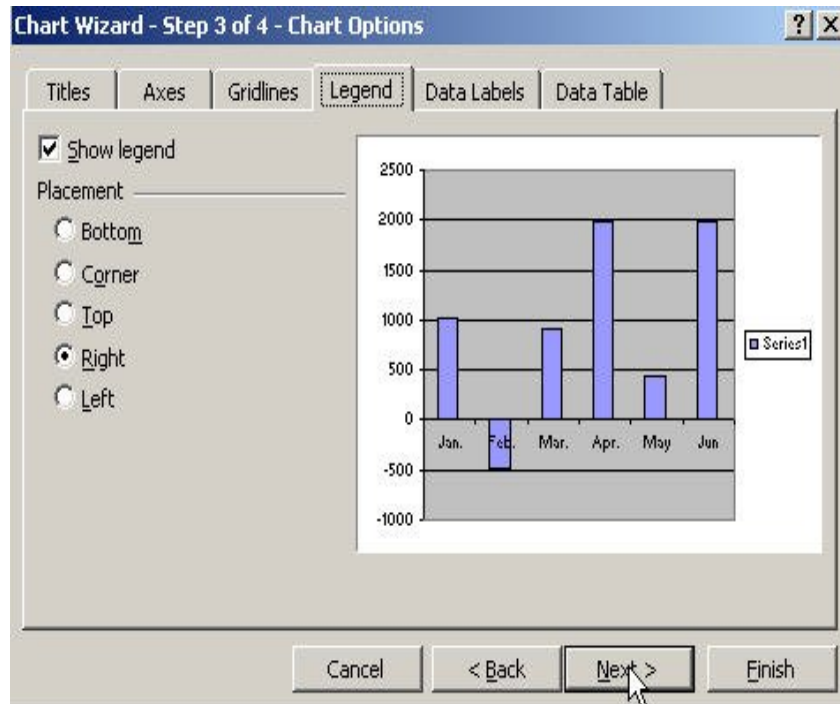 Chart Wizard - Step 3 of 4 - Chart Options
? X
Titles Axes Gridlines Legend Data Labels Data Table
Show legend
Placement
Bottom
Corner
Top
Right
Left
2500
2000
1500
1000
500
0
-500
-1000
Jan. Feb. Mar. Apr. May Jun
Series1
Cancel < Back Next > Finish